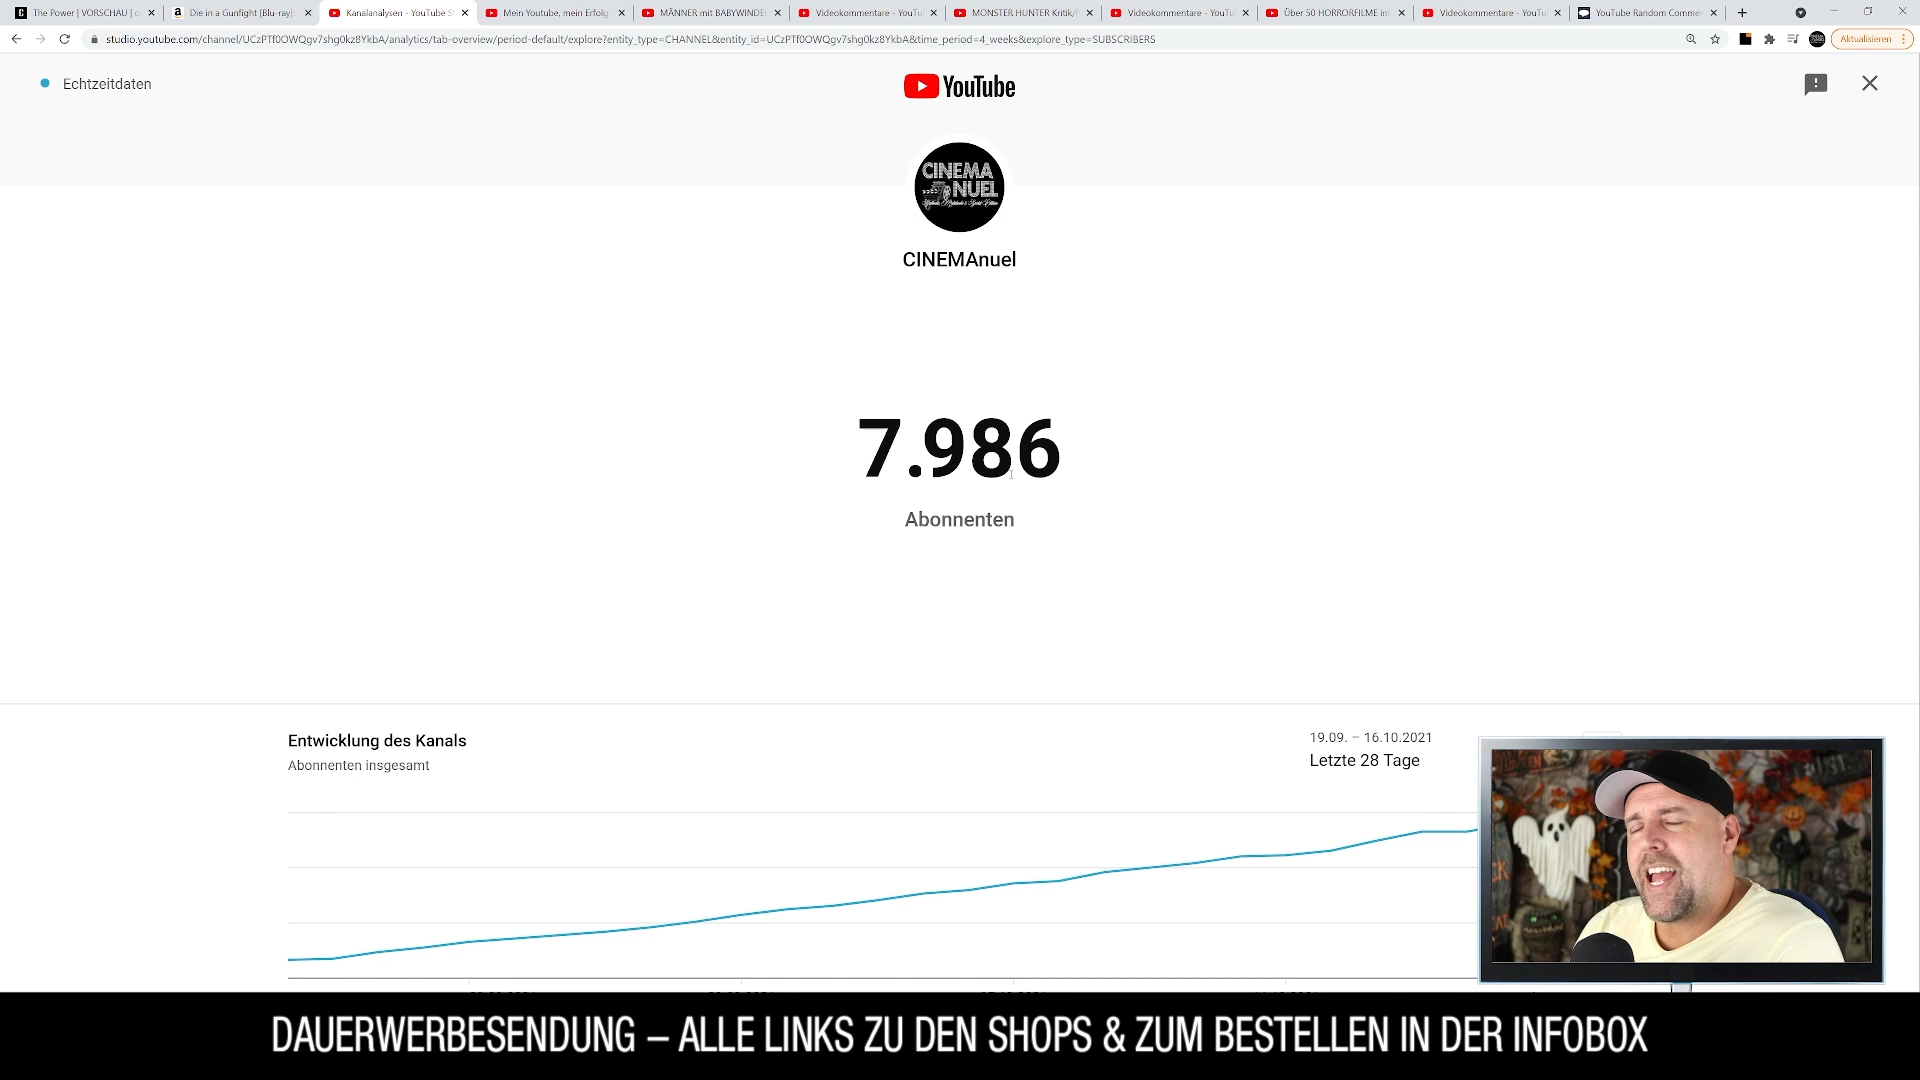 The Power | VORSCHAU | c
Die in a Gunfight [Blu-ray]:
Kanalanalysen - YouTube S
Mein Youtube, mein Erfolg
MÄNNER mit BABYWINDE
Videokommentare - YouTu
MONSTER HUNTER Kritik/
Videokommentare - YouTu
Über 50 HORRORFILME im
Videokommentare - YouTu
YouTube Random Commen
studio.youtube.com/channel/UCzPTf0OWQgv7shg0kz8YkbA/analytics/tab-overview/period-default/explore?entity_type=CHANNEL&entity_id=UCzPTf0OWQgv7shg0kz8YkbA&time_period=4_weeks&explore_type=SUBSCRIBERS
Aktualisieren
Echtzeitdaten
YouTube
CINEMA
NUEL
CINEMAnuel
7.986
Abonnenten
Entwicklung des Kanals
Abonnenten insgesamt
19.09. – 16.10.2021
Letzte 28 Tage
DAUERWERBESENDUNG – ALLE LINKS ZU DEN SHOPS & ZUM BESTELLEN IN DER INFOBOX